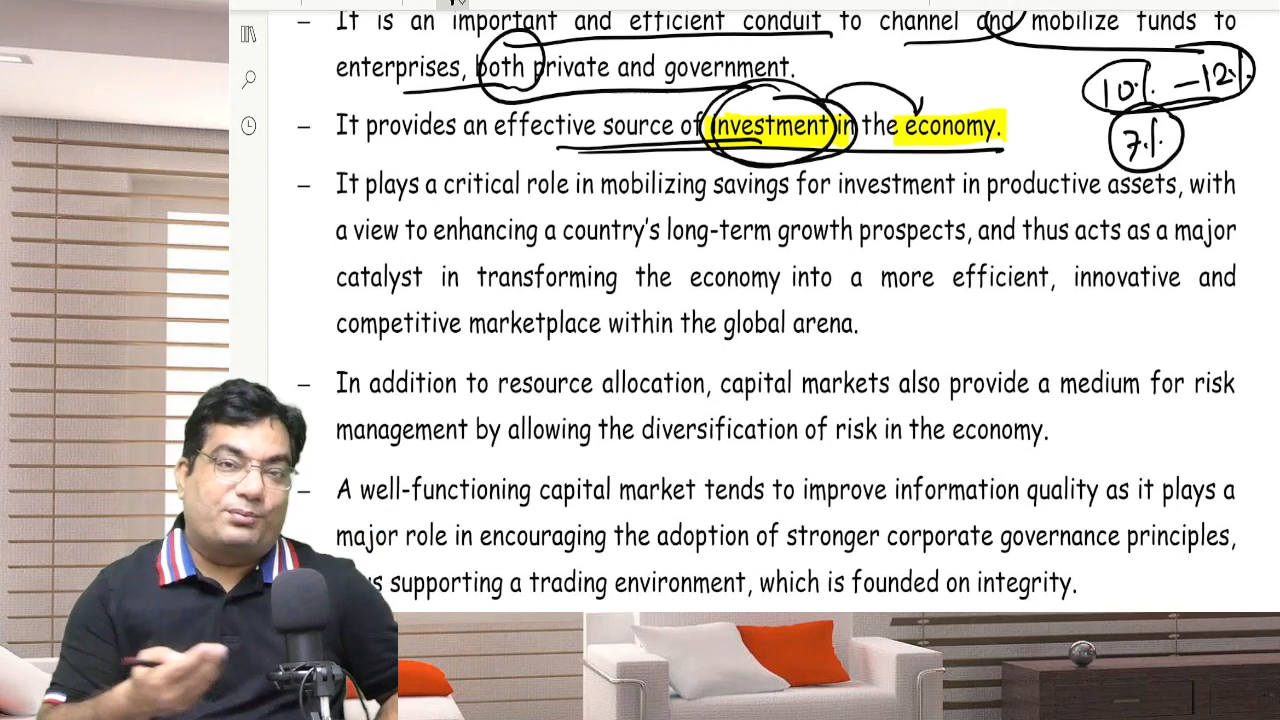 – It is an important and efficient conduit to channel and mobilize funds to
enterprises, both private and government.
10% – 12%
7%
– It provides an effective source of investment in the economy.
– It plays a critical role in mobilizing savings for investment in productive assets, with
a view to enhancing a country's long-term growth prospects, and thus acts as a major
catalyst in transforming the economy into a more efficient, innovative and
competitive marketplace within the global arena.
– In addition to resource allocation, capital markets also provide a medium for risk
management by allowing the diversification of risk in the economy.
– A well-functioning capital market tends to improve information quality as it plays a
major role in encouraging the adoption of stronger corporate governance principles,
supporting a trading environment, which is founded on integrity.